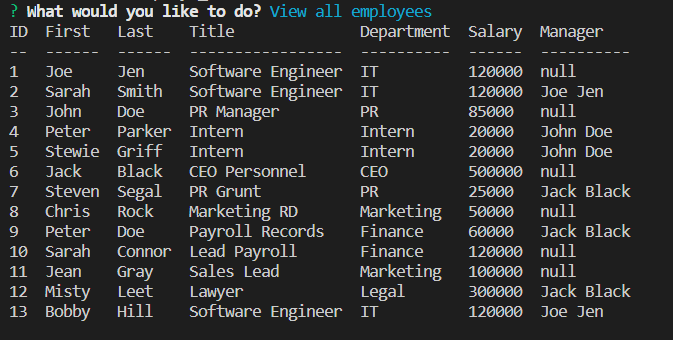 ? What would you like to do? View all employees
ID  First   Last    Title              Department  Salary  Manager
--  ------  ------  -----------------  ----------  ------  ----------
1   Joe     Jen     Software Engineer  IT          120000  null
2   Sarah   Smith   Software Engineer  IT          120000  Joe Jen
3   John    Doe     PR Manager         PR          85000   null
4   Peter   Parker  Intern             Intern      20000   John Doe
5   Stewie  Griff   Intern             Intern      20000   John Doe
6   Jack    Black   CEO Personnel      CEO         500000  null
7   Steven  Segal   PR Grunt           PR          25000   Jack Black
8   Chris   Rock    Marketing RD       Marketing   50000   null
9   Peter   Doe     Payroll Records    Finance     60000   Jack Black
10  Sarah   Connor  Lead Payroll       Finance     120000  null
11  Jean    Gray    Sales Lead         Marketing   100000  null
12  Misty   Leet    Lawyer             Legal       300000  Jack Black
13  Bobby   Hill    Software Engineer  IT          120000  Joe Jen